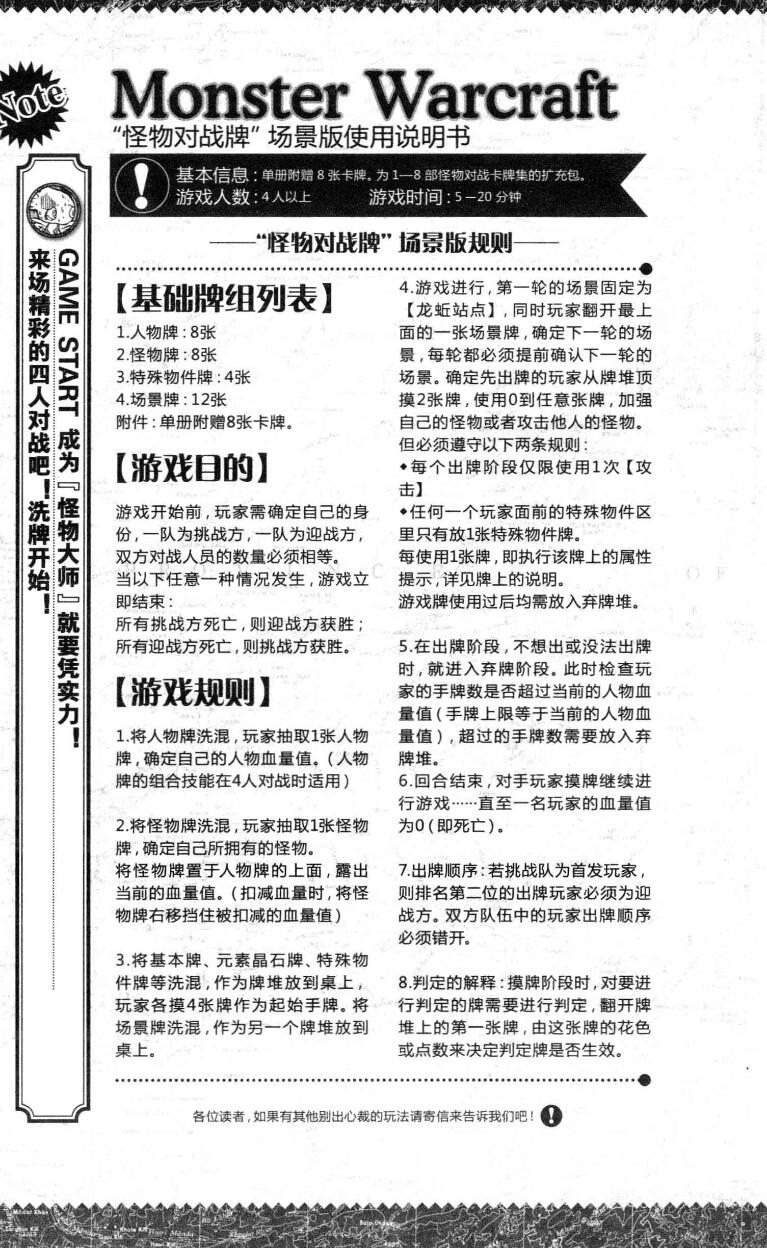 Note
Monster Warcraft
“怪物对战牌”场景版使用说明书
基本信息：单册附赠 8 张卡牌。为 1—8 部怪物对战卡牌集的扩充包。
游戏人数：4 人以上 游戏时间：5 — 20 分钟
——“怪物对战牌”场景版规则——
GAME START 成为『怪物大师』就要凭实力！
来场精彩的四人对战吧！洗牌开始！
【基础牌组列表】
1.人物牌：8张
2.怪物牌：8张
3.特殊物件牌：4张
4.场景牌：12张
附件：单册附赠8张卡牌。
【游戏目的】
游戏开始前，玩家需确定自己的身
份，一队为挑战方，一队为迎战方，
双方对战人员的数量必须相等。
当以下任意一种情况发生，游戏立
即结束：
所有挑战方死亡，则迎战方获胜；
所有迎战方死亡，则挑战方获胜。
【游戏规则】
1.将人物牌洗混，玩家抽取1张人物
牌，确定自己的人物血量值。（人物
牌的组合技能在4人对战时适用）
2.将怪物牌洗混，玩家抽取1张怪物
牌，确定自己所拥有的怪物。
将怪物牌置于人物牌的上面，露出
当前的血量值。（扣减血量时，将怪
物牌右移挡住被扣减的血量值）
3.将基本牌、元素晶石牌、特殊物
件牌等洗混，作为牌堆放到桌上，
玩家各摸4张牌作为起始手牌。将
场景牌洗混，作为另一个牌堆放到
桌上。
4.游戏进行，第一轮的场景固定为
【龙蚯站点】，同时玩家翻开最上
面的一张场景牌，确定下一轮的场
景，每轮都必须提前确认下一轮的
场景。确定先出牌的玩家从牌堆顶
摸2张牌，使用0到任意张牌，加强
自己的怪物或者攻击他人的怪物。
但必须遵守以下两条规则：
◆每个出牌阶段仅限使用1次【攻
击】
◆任何一个玩家面前的特殊物件区
里只有放1张特殊物件牌。
每使用1张牌，即执行该牌上的属性
提示，详见牌上的说明。
游戏牌使用过后均需放入弃牌堆。
5.在出牌阶段，不想出或没法出牌
时，就进入弃牌阶段。此时检查玩
家的手牌数是否超过当前的人物血
量值（手牌上限等于当前的人物血
量值），超过的手牌数需要放入弃
牌堆。
6.回合结束，对手玩家摸牌继续进
行游戏……直至一名玩家的血量值
为0（即死亡）。
7.出牌顺序：若挑战队为首发玩家，
则排名第二位的出牌玩家必须为迎
战方。双方队伍中的玩家出牌顺序
必须错开。
8.判定的解释：摸牌阶段时，对要进
行判定的牌需要进行判定，翻开牌
堆上的第一张牌，由这张牌的花色
或点数来决定判定牌是否生效。
各位读者，如果有其他别出心裁的玩法请寄信来告诉我们吧！